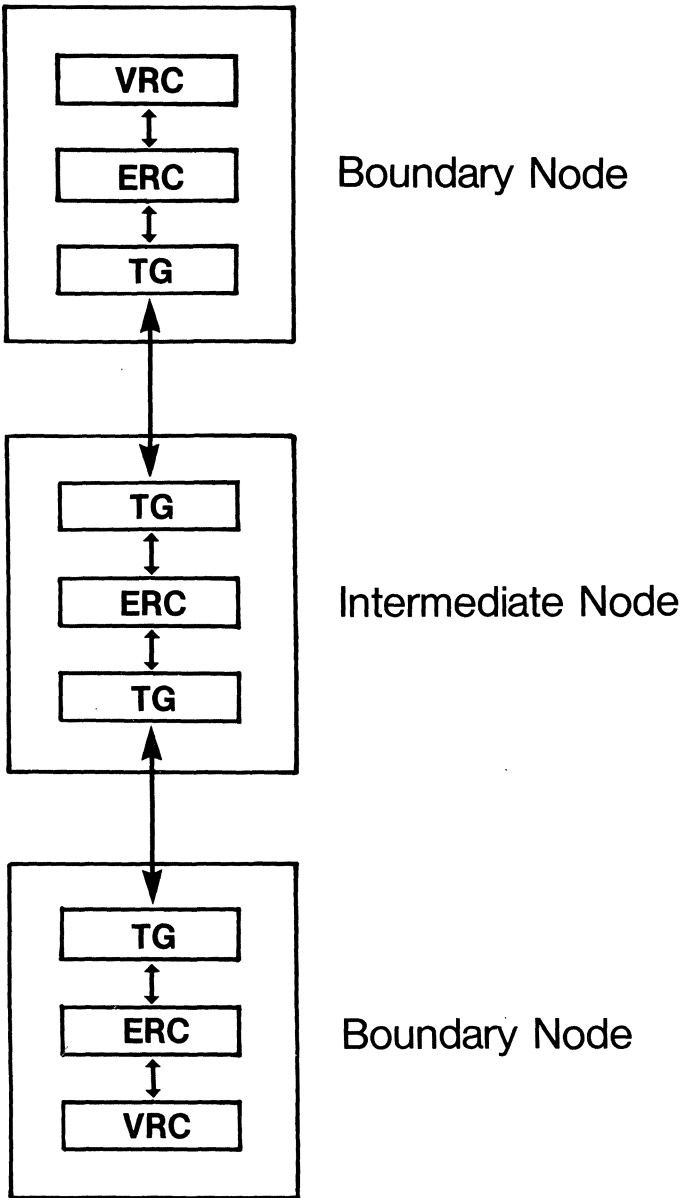 VRC
ERC
TG
Boundary Node
TG
ERC
TG
Intermediate Node
TG
ERC
VRC
Boundary Node